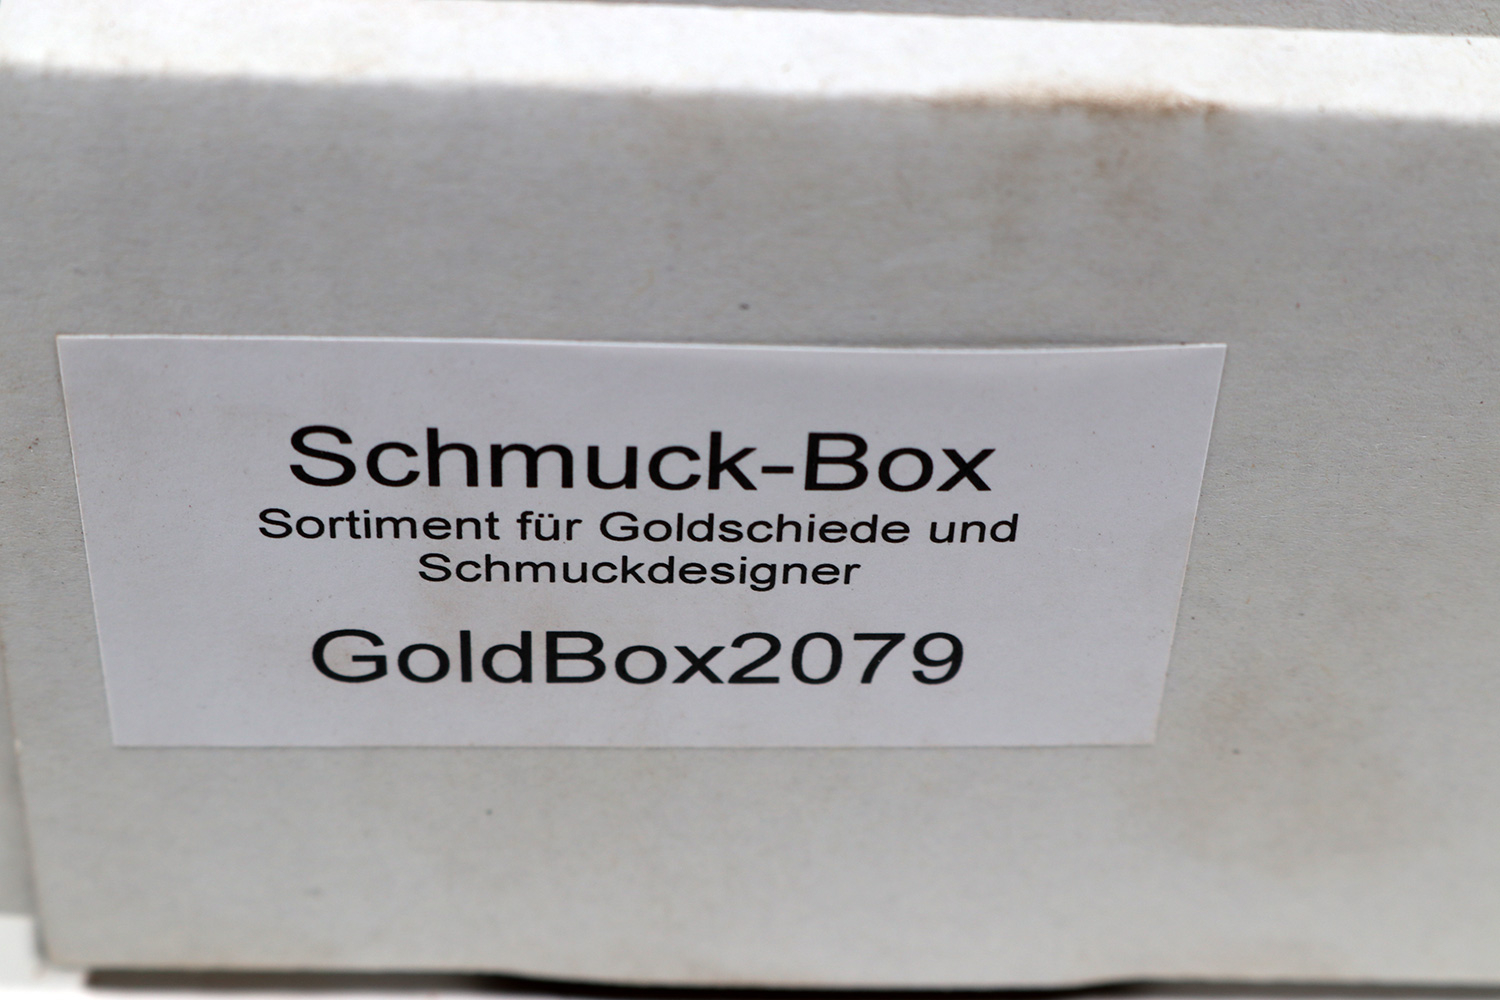 Schmuck-Box
Sortiment für Goldschiede und
Schmuckdesigner
GoldBox2079